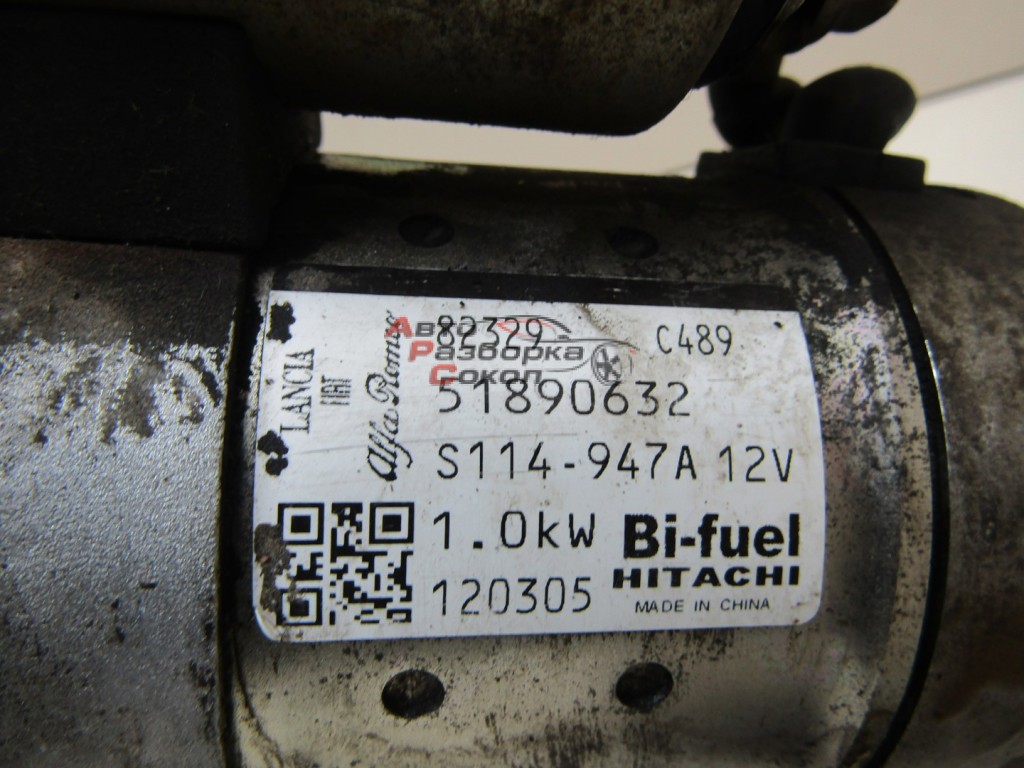 LANCIA
FIAT
Alfa Romeo
82329 C489
Авто
Разборка
Сокол
51890632
S114-947A 12V
1.0kW Bi-fuel
HITACHI
120305 MADE IN CHINA